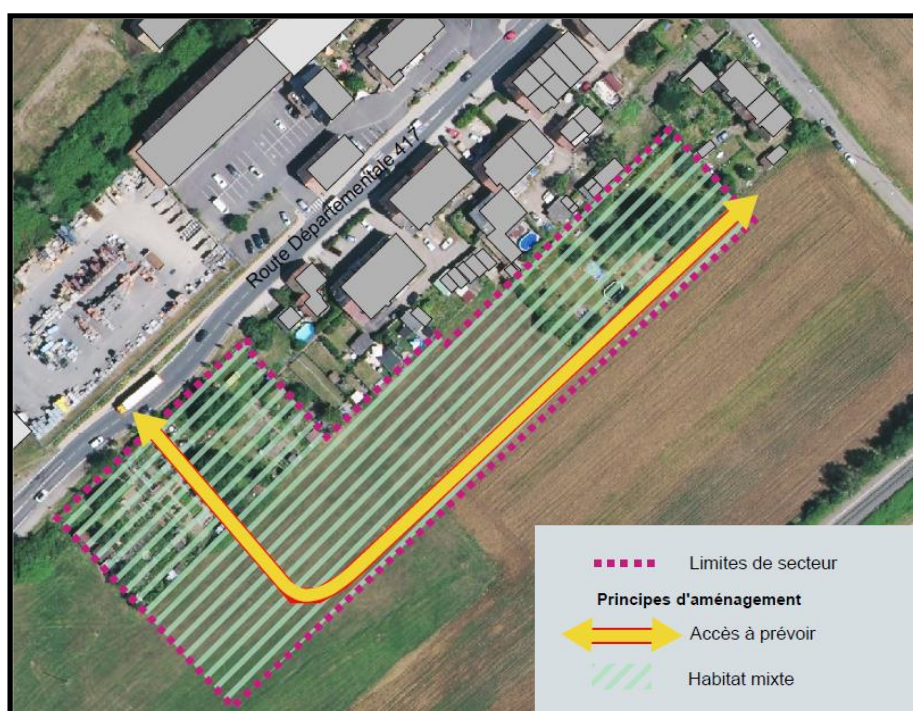 Route Départementale 417
Limites de secteur
Principes d'aménagement
Accès à prévoir
Habitat mixte